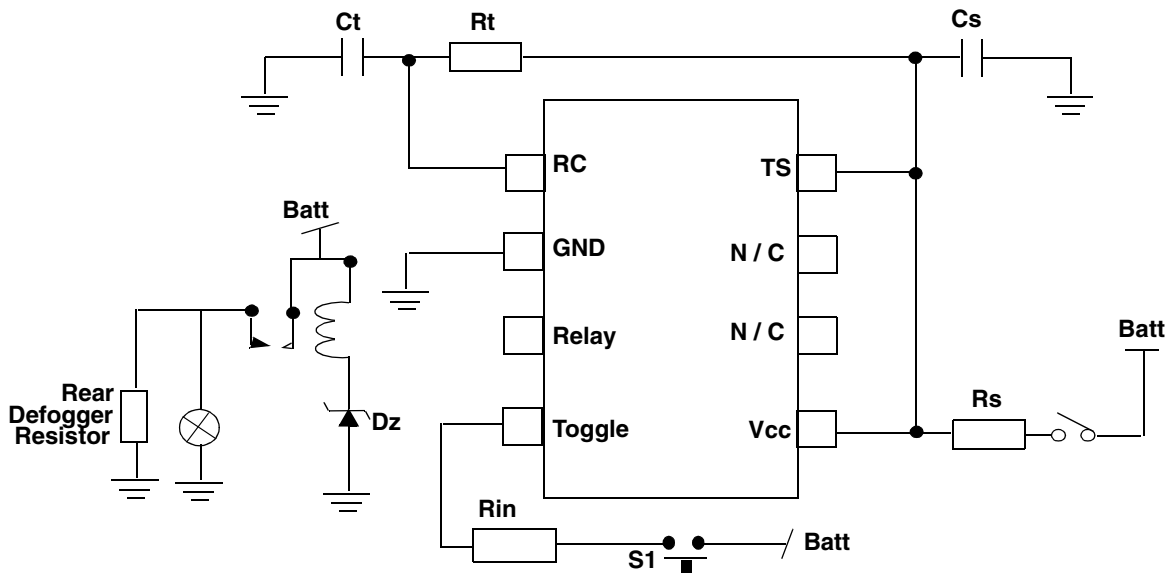 Ct
Rt
Cs
RC
TS
Batt
GND
N / C
Relay
N / C
Batt
Rear
Defogger
Resistor
Dz
Toggle
Vcc
Rs
Rin
S1
Batt